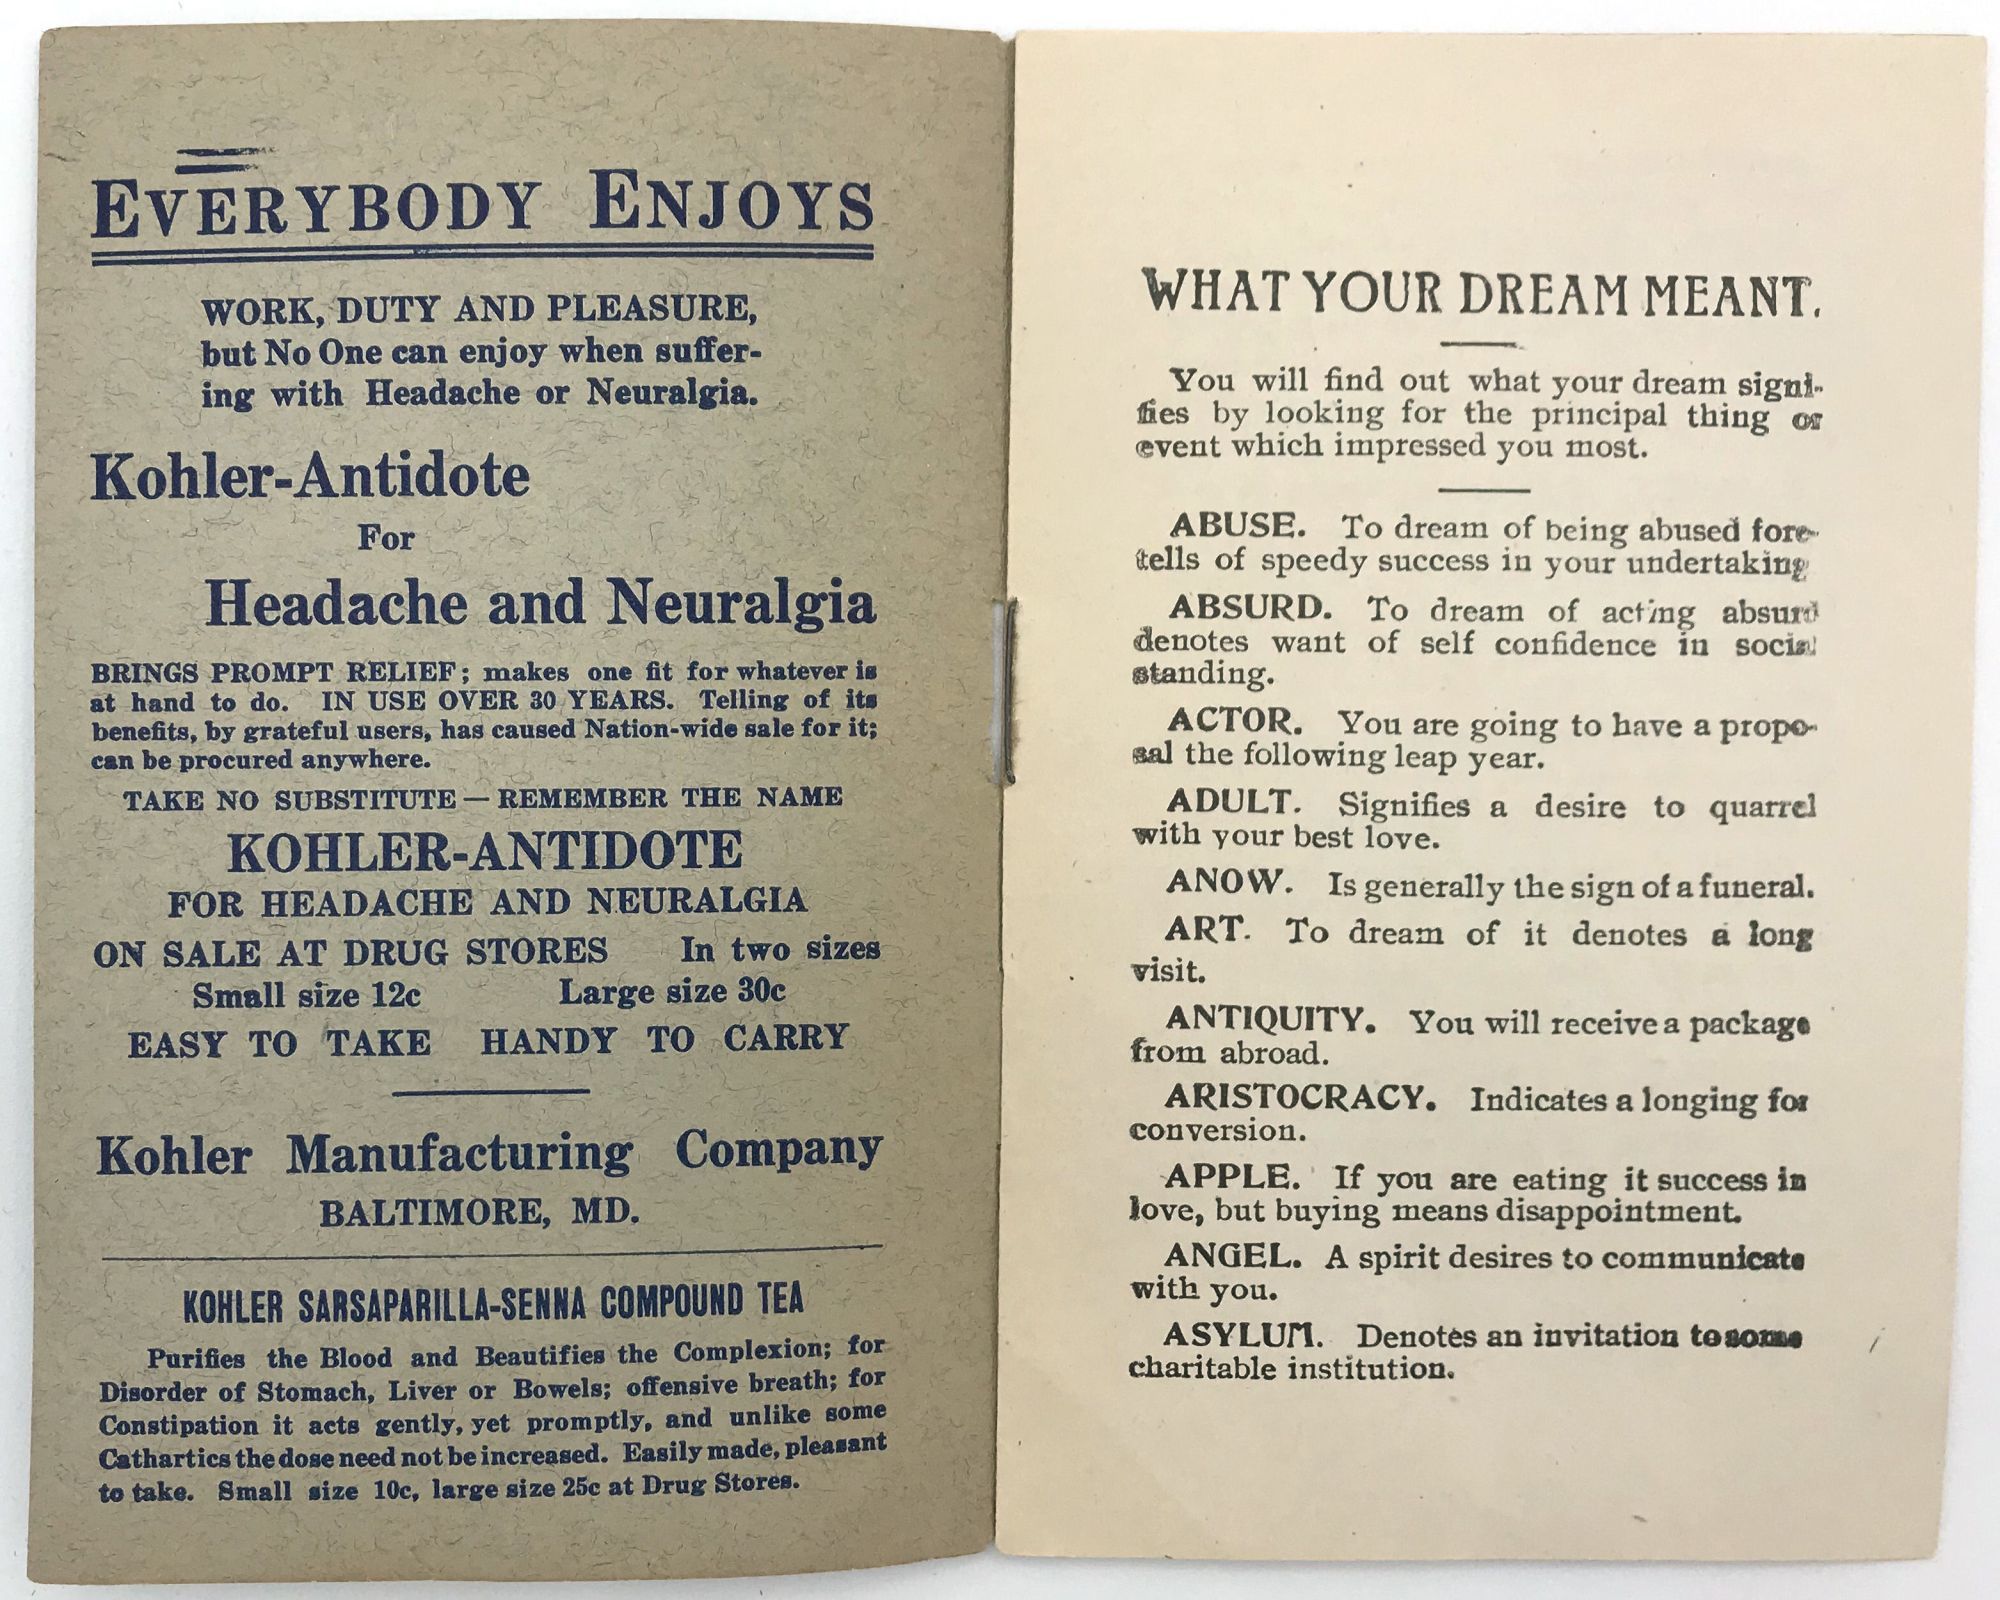 EVERYBODY ENJOYS
WORK, DUTY AND PLEASURE,
but No One can enjoy when suffer-
ing with Headache or Neuralgia.
Kohler-Antidote
For
Headache and Neuralgia
BRINGS PROMPT RELIEF; makes one fit for whatever is
at hand to do. IN USE OVER 30 YEARS. Telling of its
benefits, by grateful users, has caused Nation-wide sale for it;
can be procured anywhere.
TAKE NO SUBSTITUTE — REMEMBER THE NAME
KOHLER-ANTIDOTE
FOR HEADACHE AND NEURALGIA
ON SALE AT DRUG STORES In two sizes
Small size 12c Large size 30c
EASY TO TAKE HANDY TO CARRY
Kohler Manufacturing Company
BALTIMORE, MD.
KOHLER SARSAPARILLA-SENNA COMPOUND TEA
Purifies the Blood and Beautifies the Complexion; for
Disorder of Stomach, Liver or Bowels; offensive breath; for
Constipation it acts gently, yet promptly, and unlike some
Cathartics the dose need not be increased. Easily made, pleasant
to take. Small size 10c, large size 25c at Drug Stores.
WHAT YOUR DREAM MEANT.
You will find out what your dream signi-
fies by looking for the principal thing or
event which impressed you most.
ABUSE. To dream of being abused fore-
tells of speedy success in your undertaking
ABSURD. To dream of acting absurd
denotes want of self confidence in social
standing.
ACTOR. You are going to have a propo-
sal the following leap year.
ADULT. Signifies a desire to quarrel
with your best love.
ANOW. Is generally the sign of a funeral.
ART. To dream of it denotes a long
visit.
ANTIQUITY. You will receive a package
from abroad.
ARISTOCRACY. Indicates a longing for
conversion.
APPLE. If you are eating it success in
love, but buying means disappointment.
ANGEL. A spirit desires to communicate
with you.
ASYLUM. Denotes an invitation to some
charitable institution.